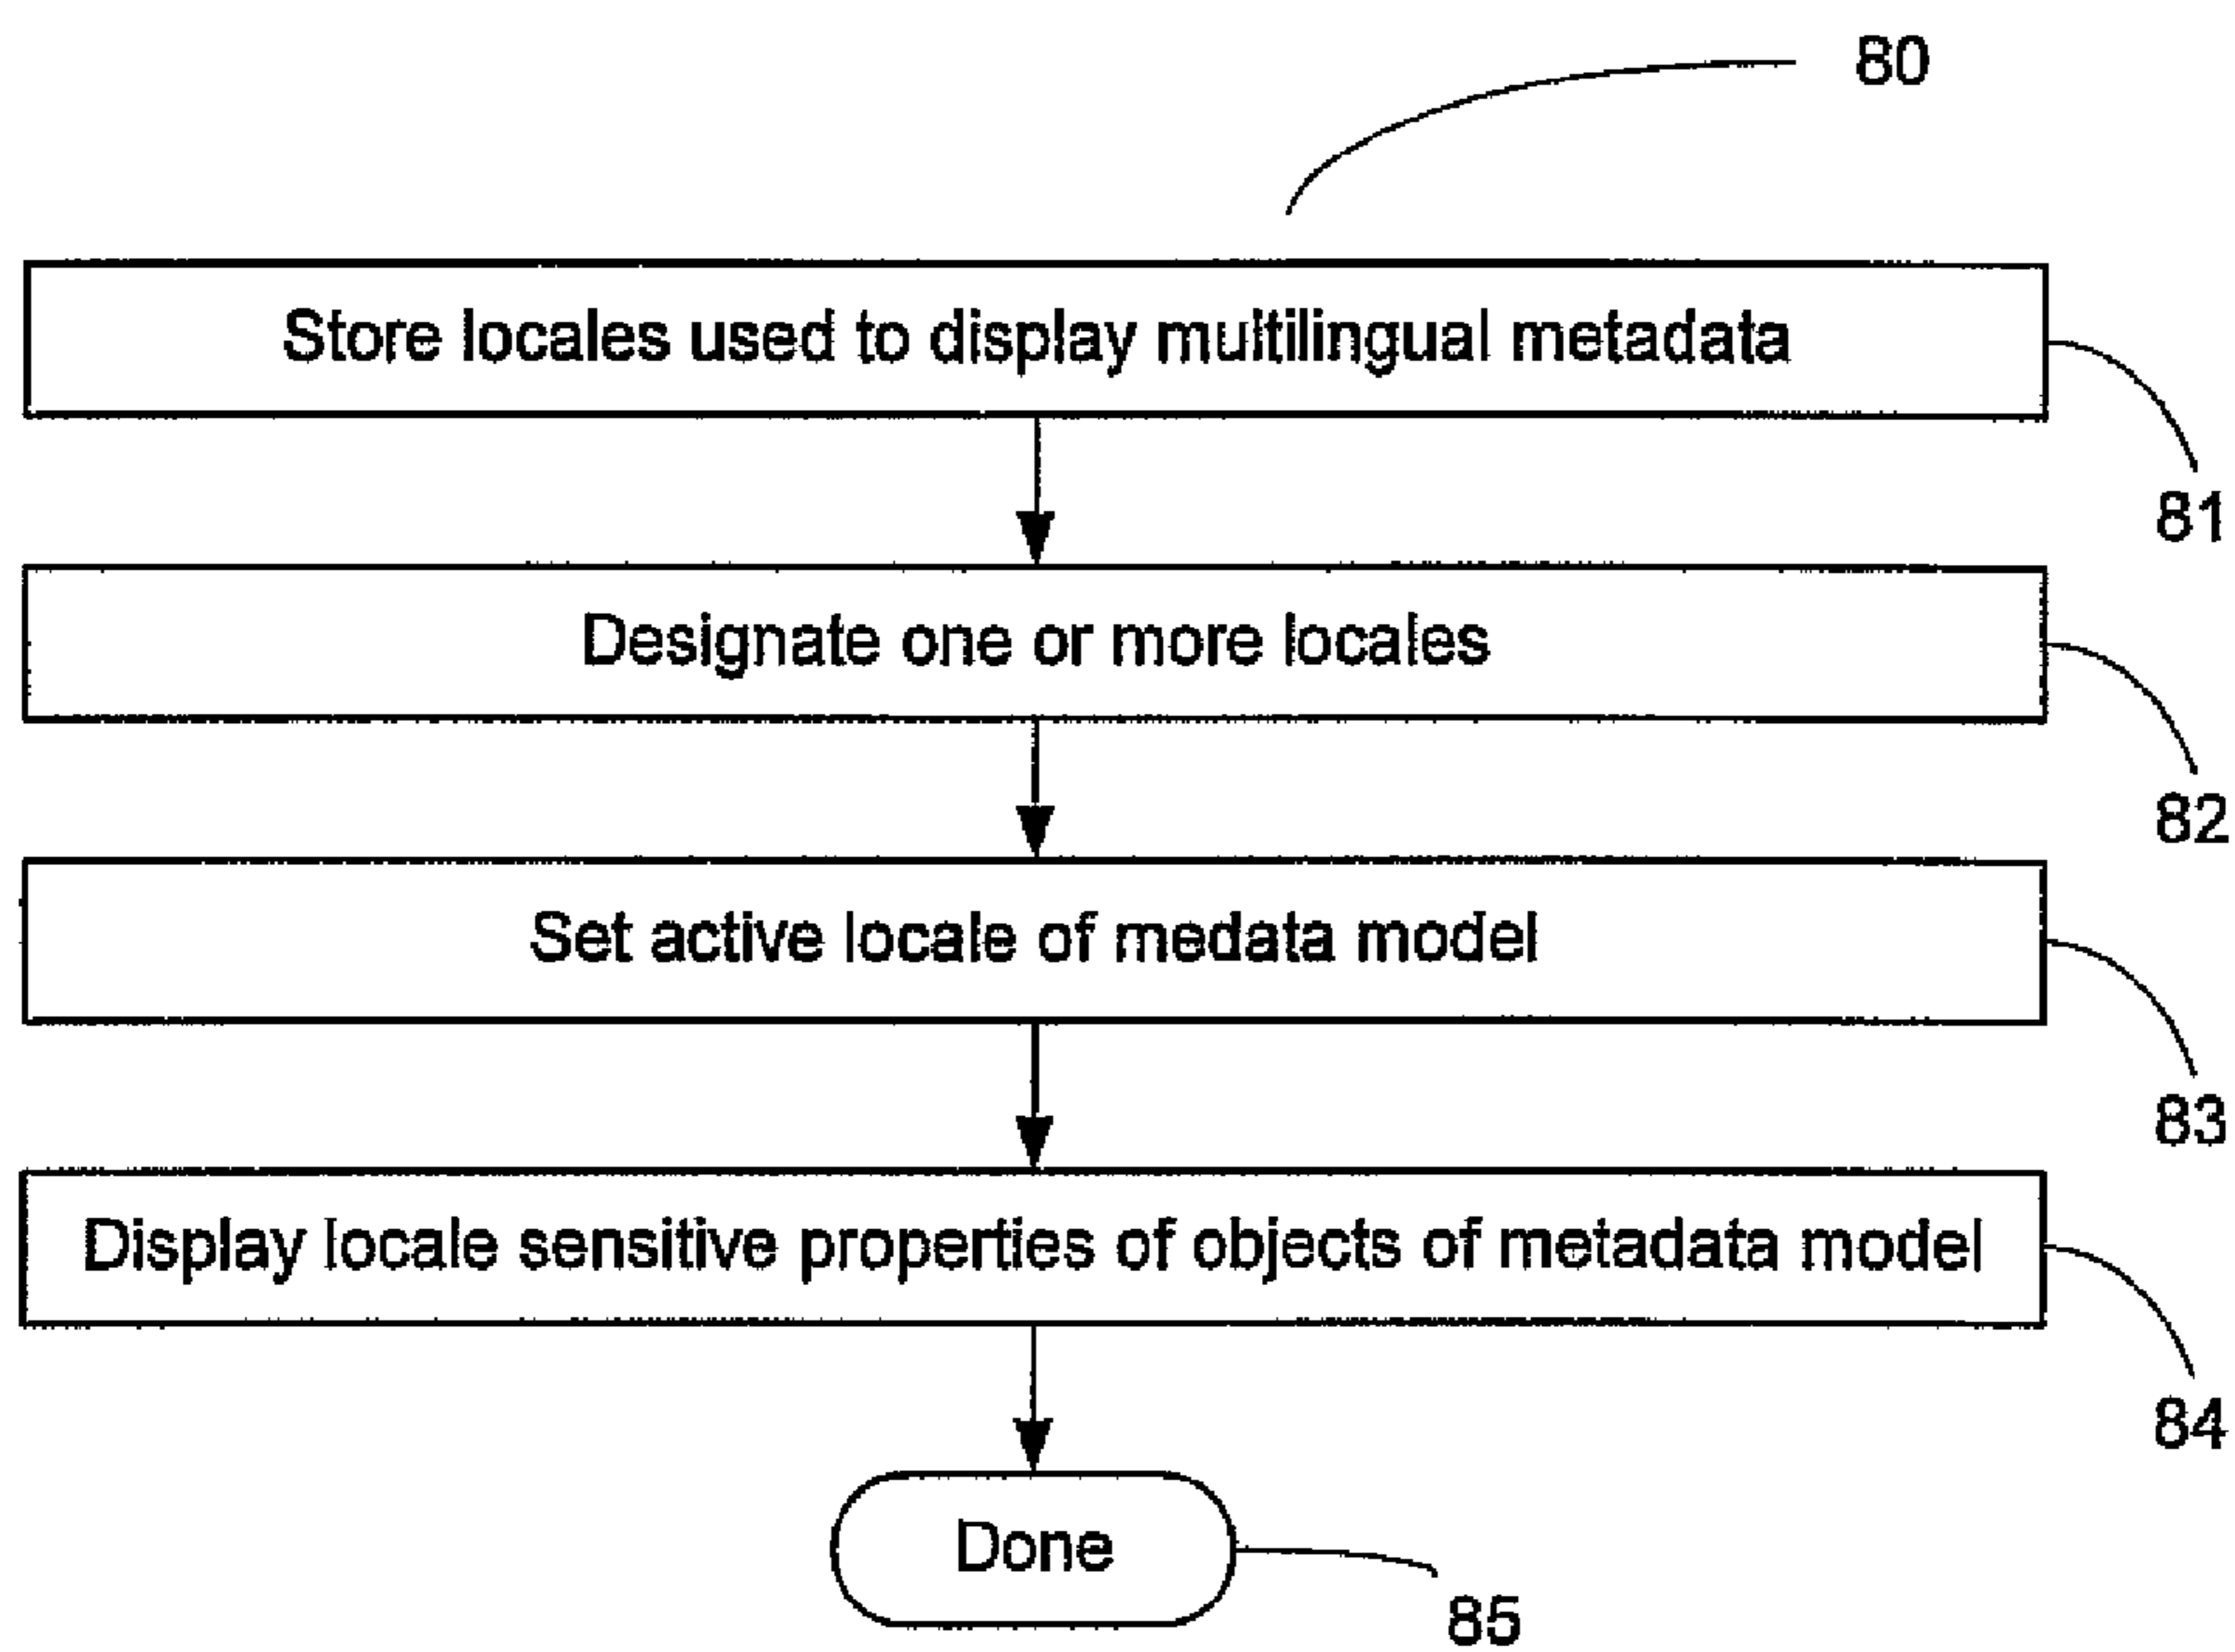 80
Store locales used to display multilingual metadata
81
Designate one or more locales
82
Set active locale of medata model
83
Display locale sensitive properties of objects of metadata model
84
Done
85